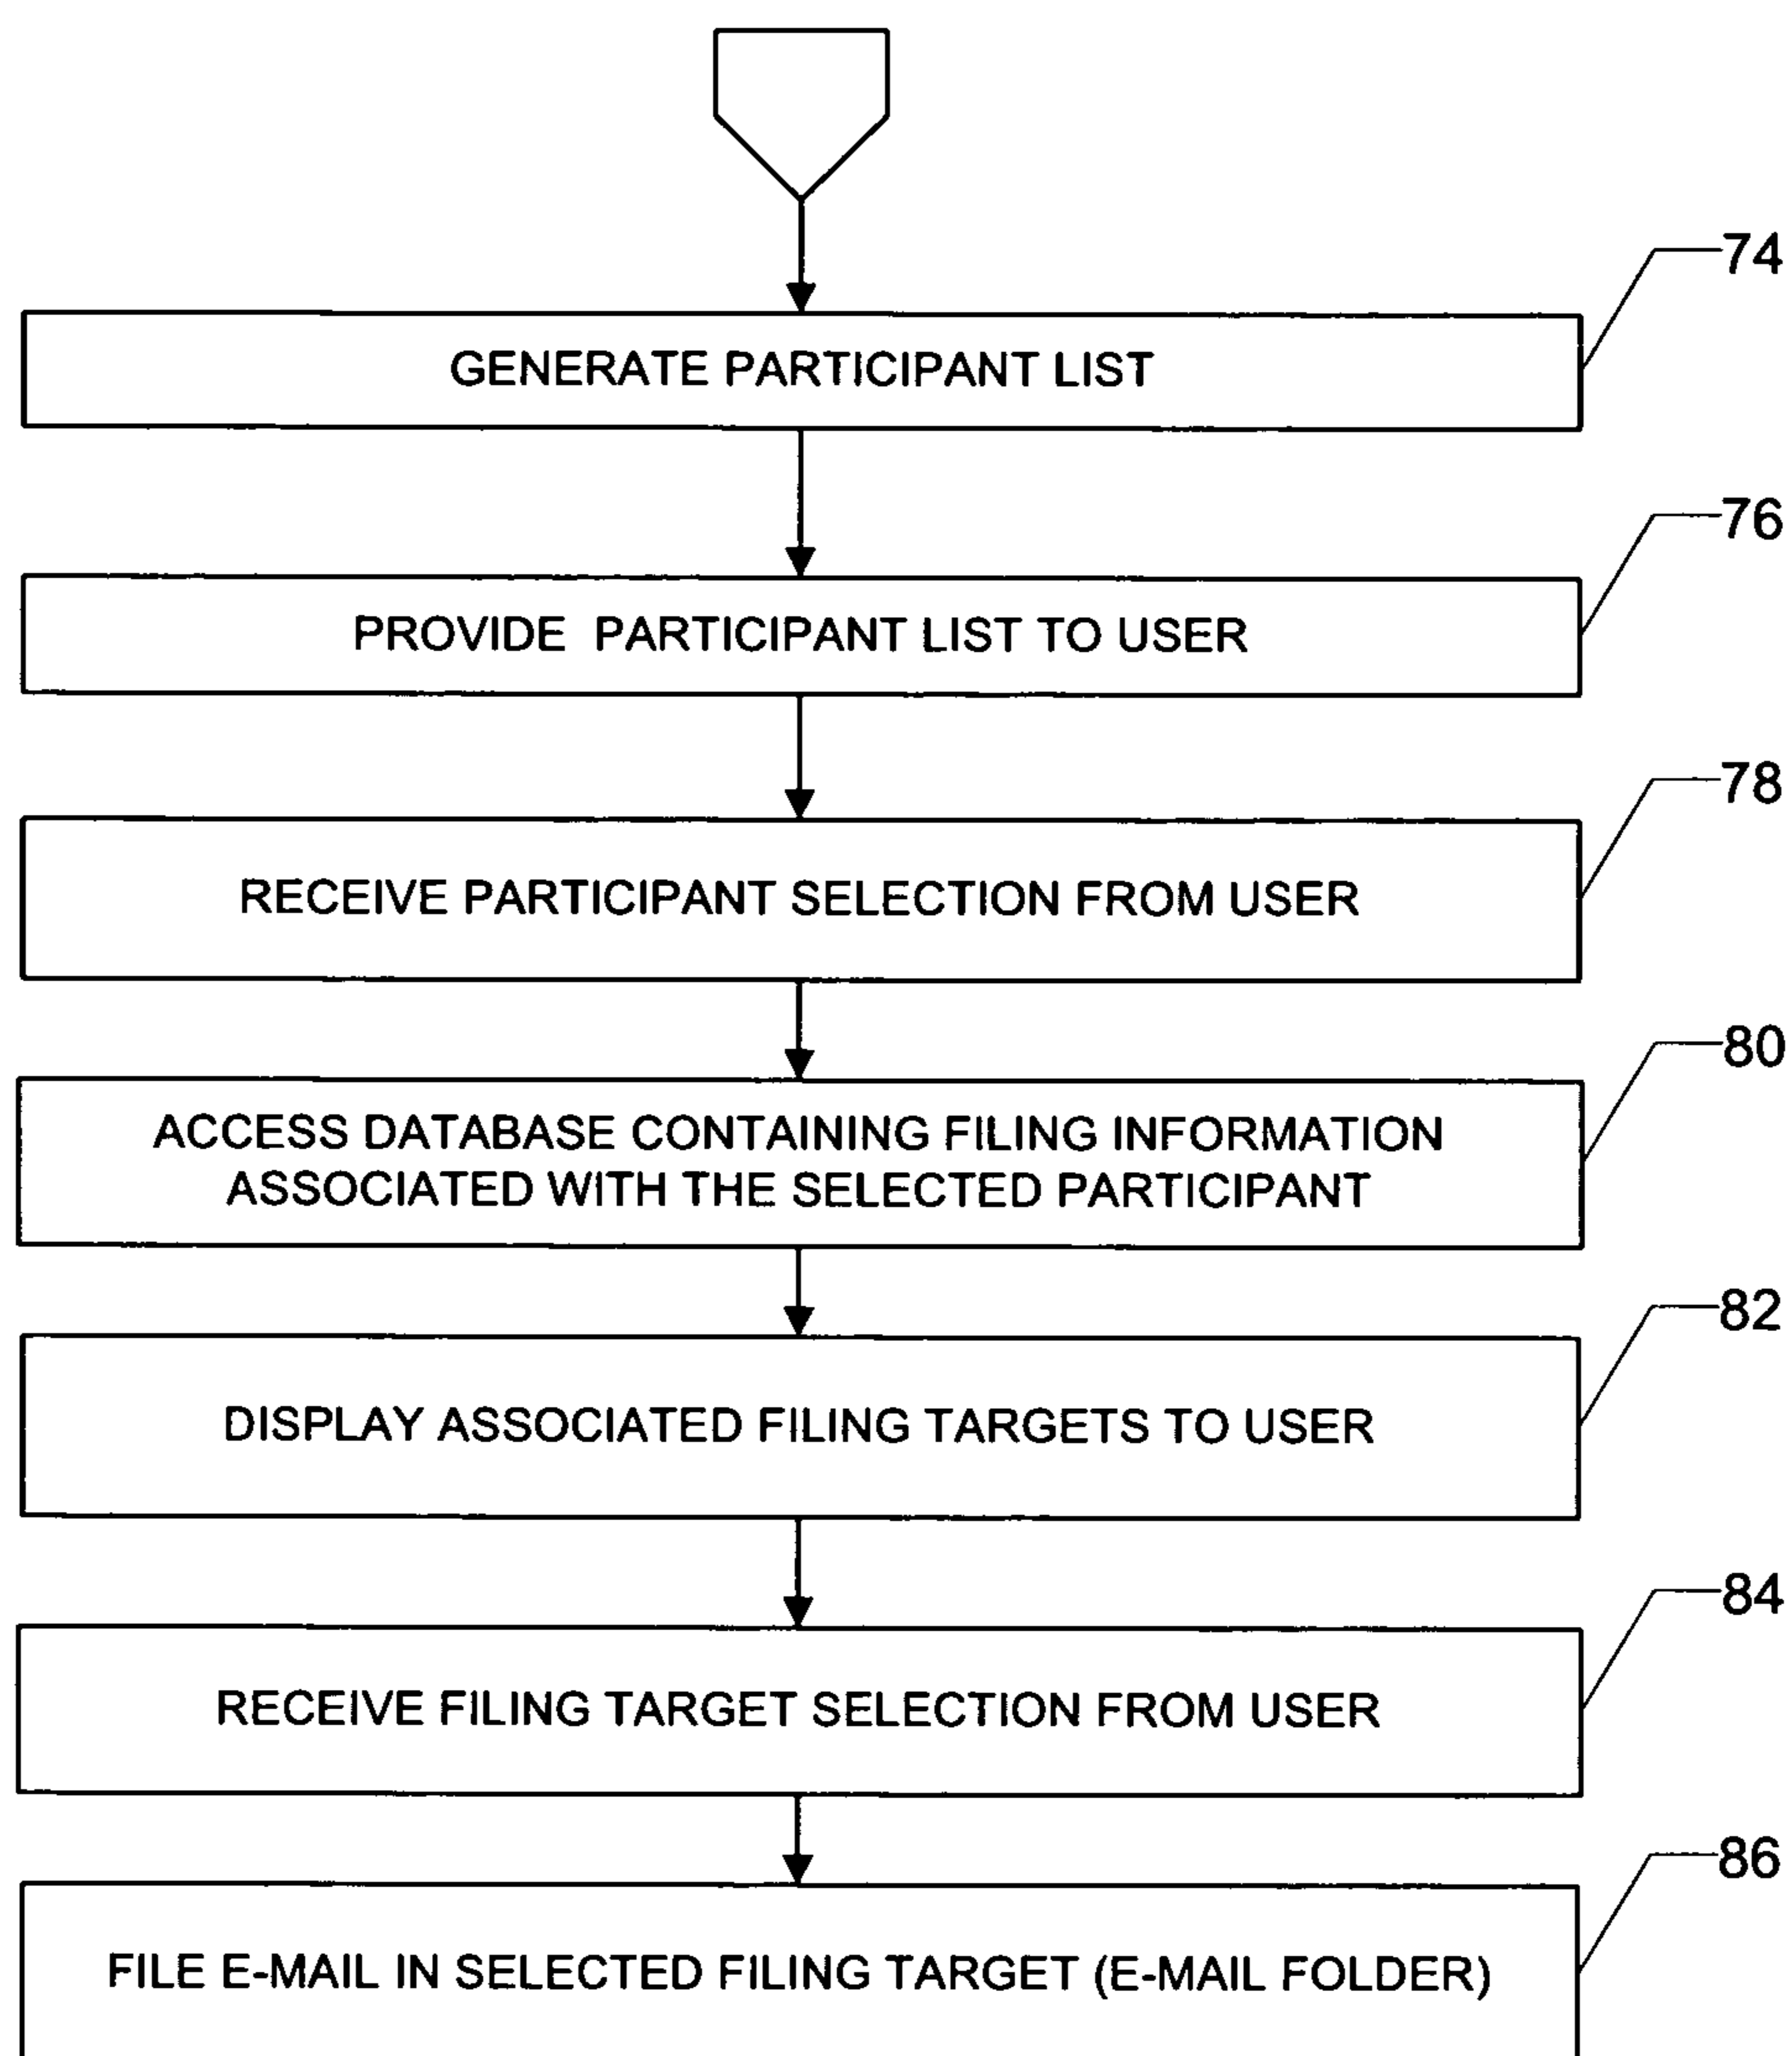 74
GENERATE PARTICIPANT LIST
76
PROVIDE PARTICIPANT LIST TO USER
78
RECEIVE PARTICIPANT SELECTION FROM USER
80
ACCESS DATABASE CONTAINING FILING INFORMATION
ASSOCIATED WITH THE SELECTED PARTICIPANT
82
DISPLAY ASSOCIATED FILING TARGETS TO USER
84
RECEIVE FILING TARGET SELECTION FROM USER
86
FILE E-MAIL IN SELECTED FILING TARGET (E-MAIL FOLDER)